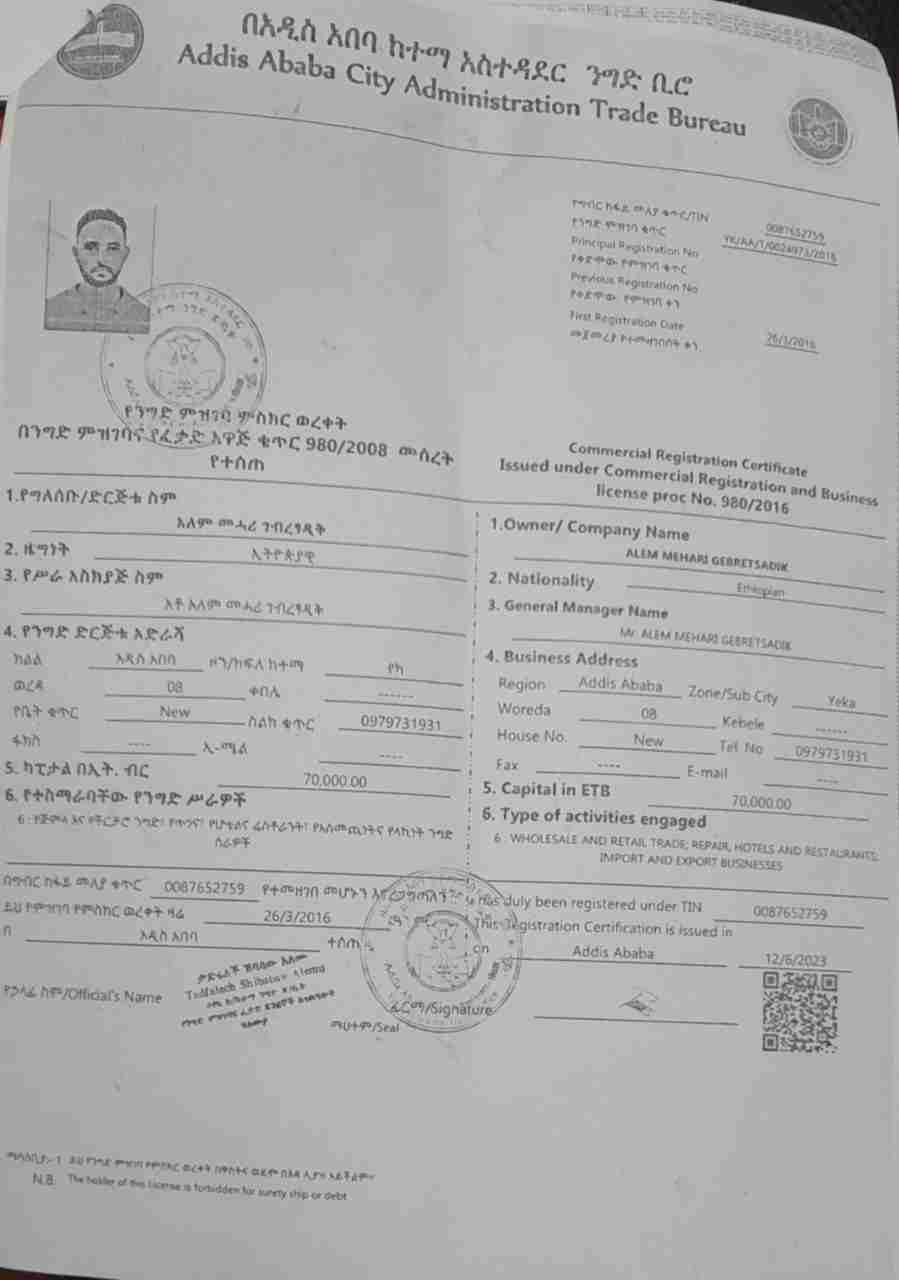 በአዲስ አበባ ከተማ አስተዳደር ንግድ ቢሮ
Addis Ababa City Administration Trade Bureau
የግብር ከፋይ መለያ ቁጥር/TIN 0087652759
የንግድ ምዝገባ ቁጥር
Principal Registration No YK/AA/1/0024973/2016
የቀድሞው የምዝገባ ቁጥር
Previous Registration No
የቀድሞው የምዝገባ ቀን
First Registration Date 26/3/2016
መጀመሪያ የተመዘገበበት ቀን
የንግድ ምዝገባ ምስክር ወረቀት
በንግድ ምዝገባና የፈቃድ አዋጅ ቁጥር 980/2008 መሰረት
የተሰጠ
Commercial Registration Certificate
Issued under Commercial Registration and Business
license proc No. 980/2016
1.የግለሰቡ/ድርጅቱ ስም
አለም መሓሪ ገብረፃዲቅ
2. ዜግነት ኢትዮጵያዊ
3. የሥራ አስኪያጅ ስም
አቶ አለም መሓሪ ገብረፃዲቅ
4. የንግድ ድርጅቱ አድራሻ
ክልል አዲስ አበባ ዞን/ክፍለ ከተማ የካ
ወረዳ 08 ቀበሌ ------
የቤት ቁጥር New ስልክ ቁጥር 0979731931
ፋክስ ---- ኢ-ሜል ----
5. ካፒታል በኢት. ብር 70,000.00
6. የተሰማራባቸው የንግድ ሥራዎች
6 : የጅምላ እና የችርቻሮ ንግድ፣ የጥገና፣ የሆቴልና ሬስቶራንት፣ የአስመጪነትና የላኪነት ንግድ
ስራዎች
1.Owner/ Company Name
ALEM MEHARI GEBRETSADIK
2. Nationality Ethiopian
3. General Manager Name
Mr. ALEM MEHARI GEBRETSADIK
4. Business Address
Region Addis Ababa Zone/Sub City Yeka
Woreda 08 Kebele ------
House No. New Tel. No 0979731931
Fax ---- E-mail ----
5. Capital in ETB 70,000.00
6. Type of activities engaged
6 : WHOLESALE AND RETAIL TRADE; REPAIR, HOTELS AND RESTAURANTS;
IMPORT AND EXPORT BUSINESSES
በግብር ከፋይ መለያ ቁጥር 0087652759 የተመዘገበ መሆኑን
ይህ የምዝገባ የምስክር ወረቀት ዛሬ 26/3/2016
በ አዲስ አበባ ተሰጠ
has duly been registered under TIN 0087652759
This Registration Certification is issued in
Addis Ababa on 12/6/2023
የኃላፊ ስም/Official's Name
ታደለች ሽባባው አለሙ
Taddalech Shibabaw Alemu
ማህተም/Seal
ፊርማ/Signature
ማሳሰቢያ:-1 ይህ የንግድ ምዝገባ የምስክር ወረቀት
N.B. The holder of this License is forbidden for surety ship or debt